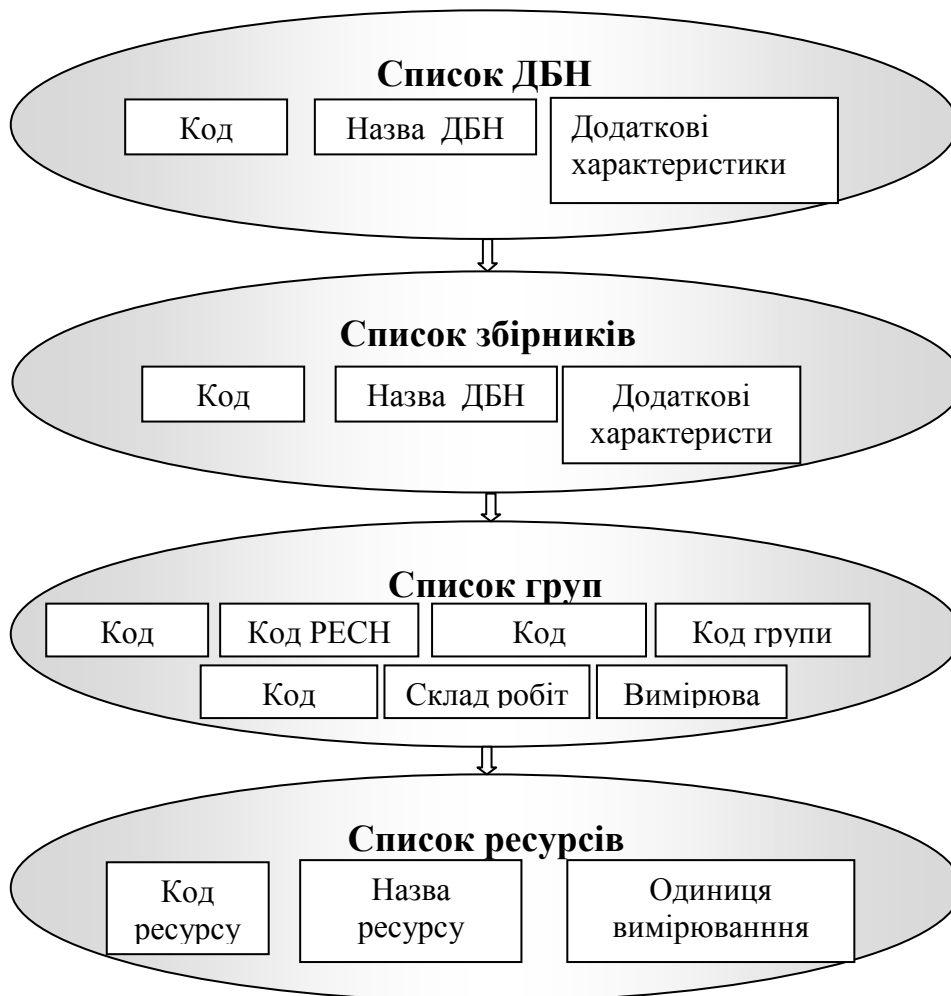 Список ДБН
Код
Назва ДБН
Додаткові
характеристики
Список збірників
Код
Назва ДБН
Додаткові
характеристи
Список груп
Код
Код РЕСН
Код
Код групи
Код
Склад робіт
Вимірюва
Список ресурсів
Код
ресурсу
Назва
ресурсу
Одиниця
вимірюванння